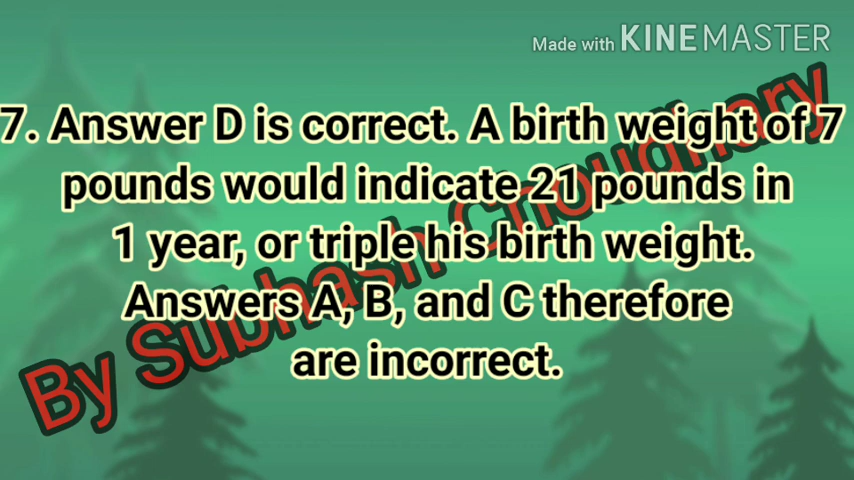 Made with KINEMASTER
7. Answer D is correct. A birth weight of 7
pounds would indicate 21 pounds in
1 year, or triple his birth weight.
Answers A, B, and C therefore
are incorrect.
By Subhash Choudhary